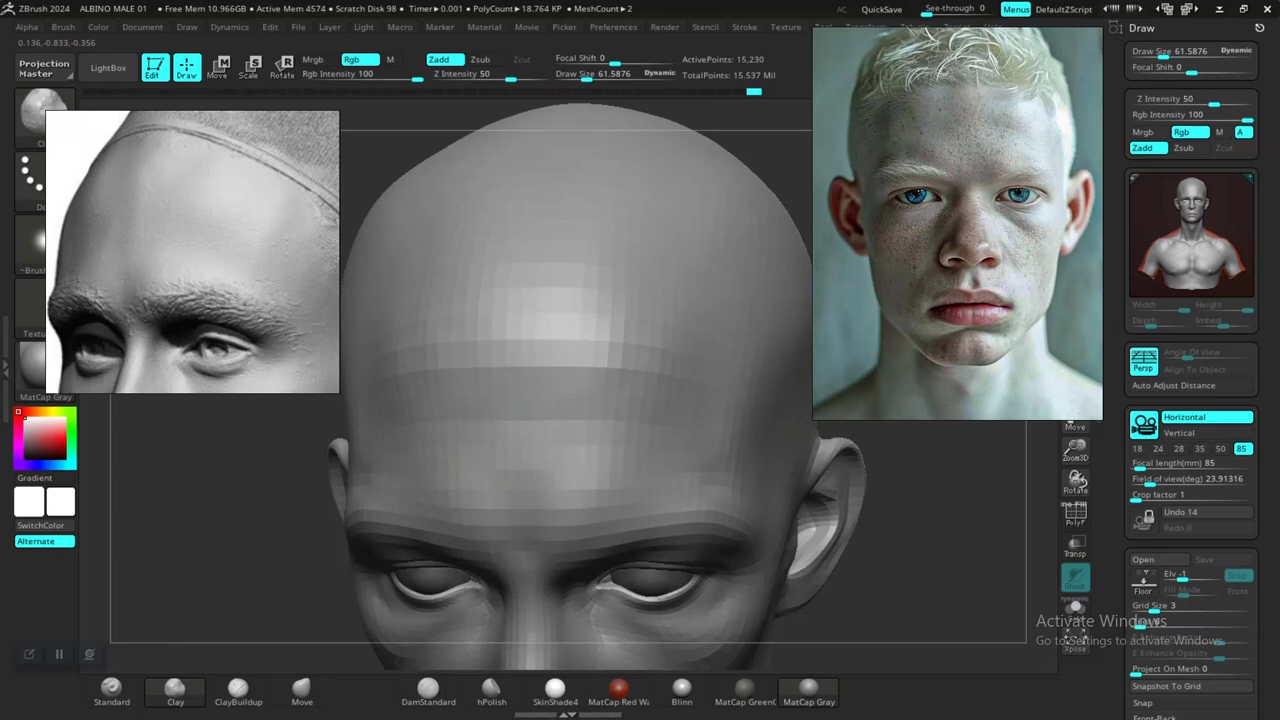 ZBrush 2024 ALBINO MALE 01 • Free Mem 10.966GB • Active Mem 4574 • Scratch Disk 98 • Timer▸0.001 • PolyCount▸18.764 KP • MeshCount▸2 AC QuickSave See-through 0 Menus DefaultZScript
Alpha Brush Color Document Draw Dynamics Edit File Layer Light Macro Marker Material Movie Picker
Draw
0.136,-0.833,-0.356
Projection Master
LightBox
Edit
Draw
Move
Scale
Rotate
Mrgb Rgb M
Rgb Intensity 100
Zadd Zsub Zcut
Z Intensity 50
Focal Shift 0
Draw Size 61.5876 Dynamic
ActivePoints: 15,230
TotalPoints: 15.537 Mil
Draw Size 61.5876 Dynamic
Focal Shift 0
Z Intensity 50
Rgb Intensity 100
Mrgb Rgb M A
Zadd Zsub Zcut
Width Height
Depth Imbed
Persp
Angle Of View
Align To Object
Auto Adjust Distance
MatCap Gray
Gradient
SwitchColor
Alternate
Move
Zoom3D
Rotate
PolyF
Transp
Ghost
Xpose
Horizontal
Vertical
18 24 28 35 50 85
Focal length(mm) 85
Field of view(deg) 23.91316
Crop factor 1
Undo 14
Redo 0
Open Save
Elv -1 Snap
Floor Fill Mode Front
Grid Size 3
E Enhance Opacity
Project On Mesh 0
Snapshot To Grid
Snap
Activate Windows
Go to Settings to activate Windows.
Standard
Clay
ClayBuildup
Move
DamStandard
hPolish
SkinShade4
MatCap Red Wa
Blinn
MatCap GreenC
MatCap Gray